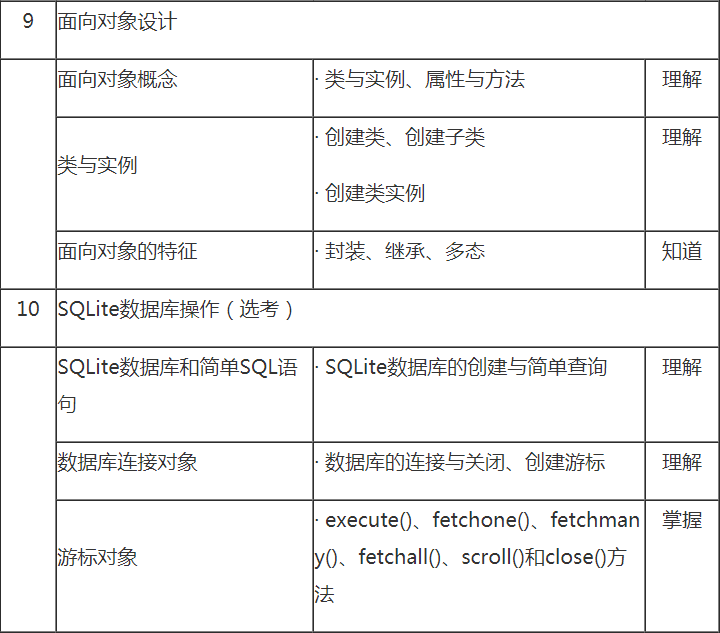 9 面向对象设计
面向对象概念 · 类与实例、属性与方法 理解
类与实例 · 创建类、创建子类 理解
· 创建类实例
面向对象的特征 · 封装、继承、多态 知道
10 SQLite数据库操作（选考）
SQLite数据库和简单SQL语 · SQLite数据库的创建与简单查询 理解
句
数据库连接对象 · 数据库的连接与关闭、创建游标 理解
· execute()、fetchone()、fetchman 掌握
游标对象 y()、fetchall()、scroll()和close()方
法